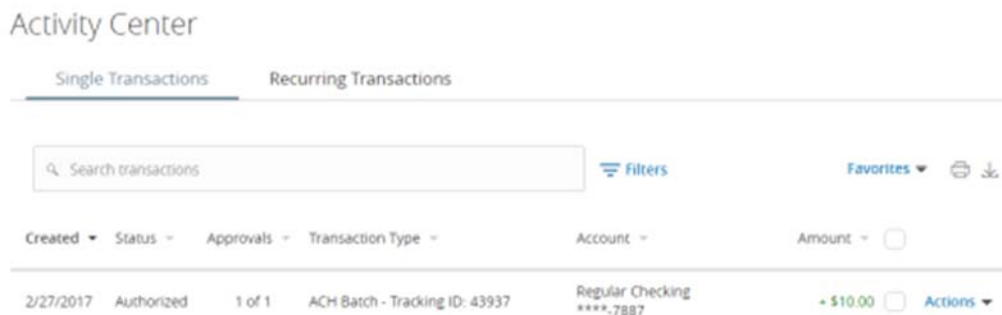 Activity Center
Single Transactions Recurring Transactions
Search transactions Filters Favorites
Created Status Approvals Transaction Type Account Amount
2/27/2017 Authorized 1 of 1 ACH Batch - Tracking ID: 43937 Regular Checking ****-7887 + $10.00 Actions